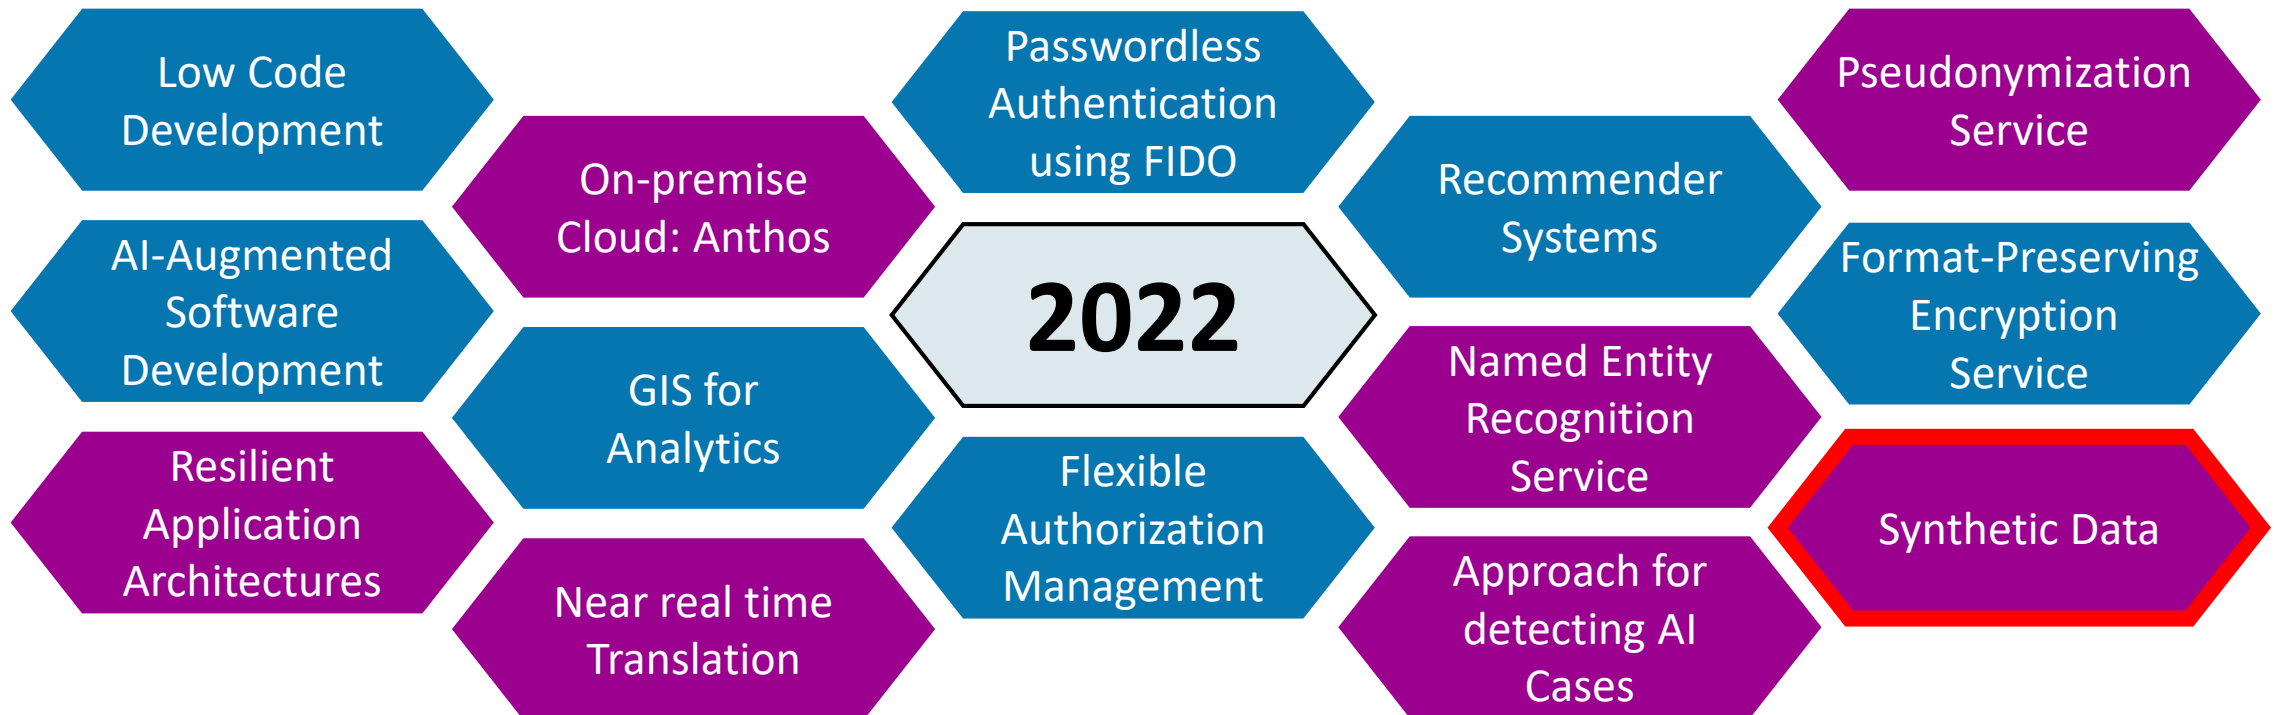 Low Code
Development
AI-Augmented
Software
Development
Resilient
Application
Architectures
On-premise
Cloud: Anthos
GIS for
Analytics
Near real time
Translation
Passwordless
Authentication
using FIDO
2022
Flexible
Authorization
Management
Recommender
Systems
Named Entity
Recognition
Service
Approach for
detecting AI
Cases
Pseudonymization
Service
Format-Preserving
Encryption
Service
Synthetic Data